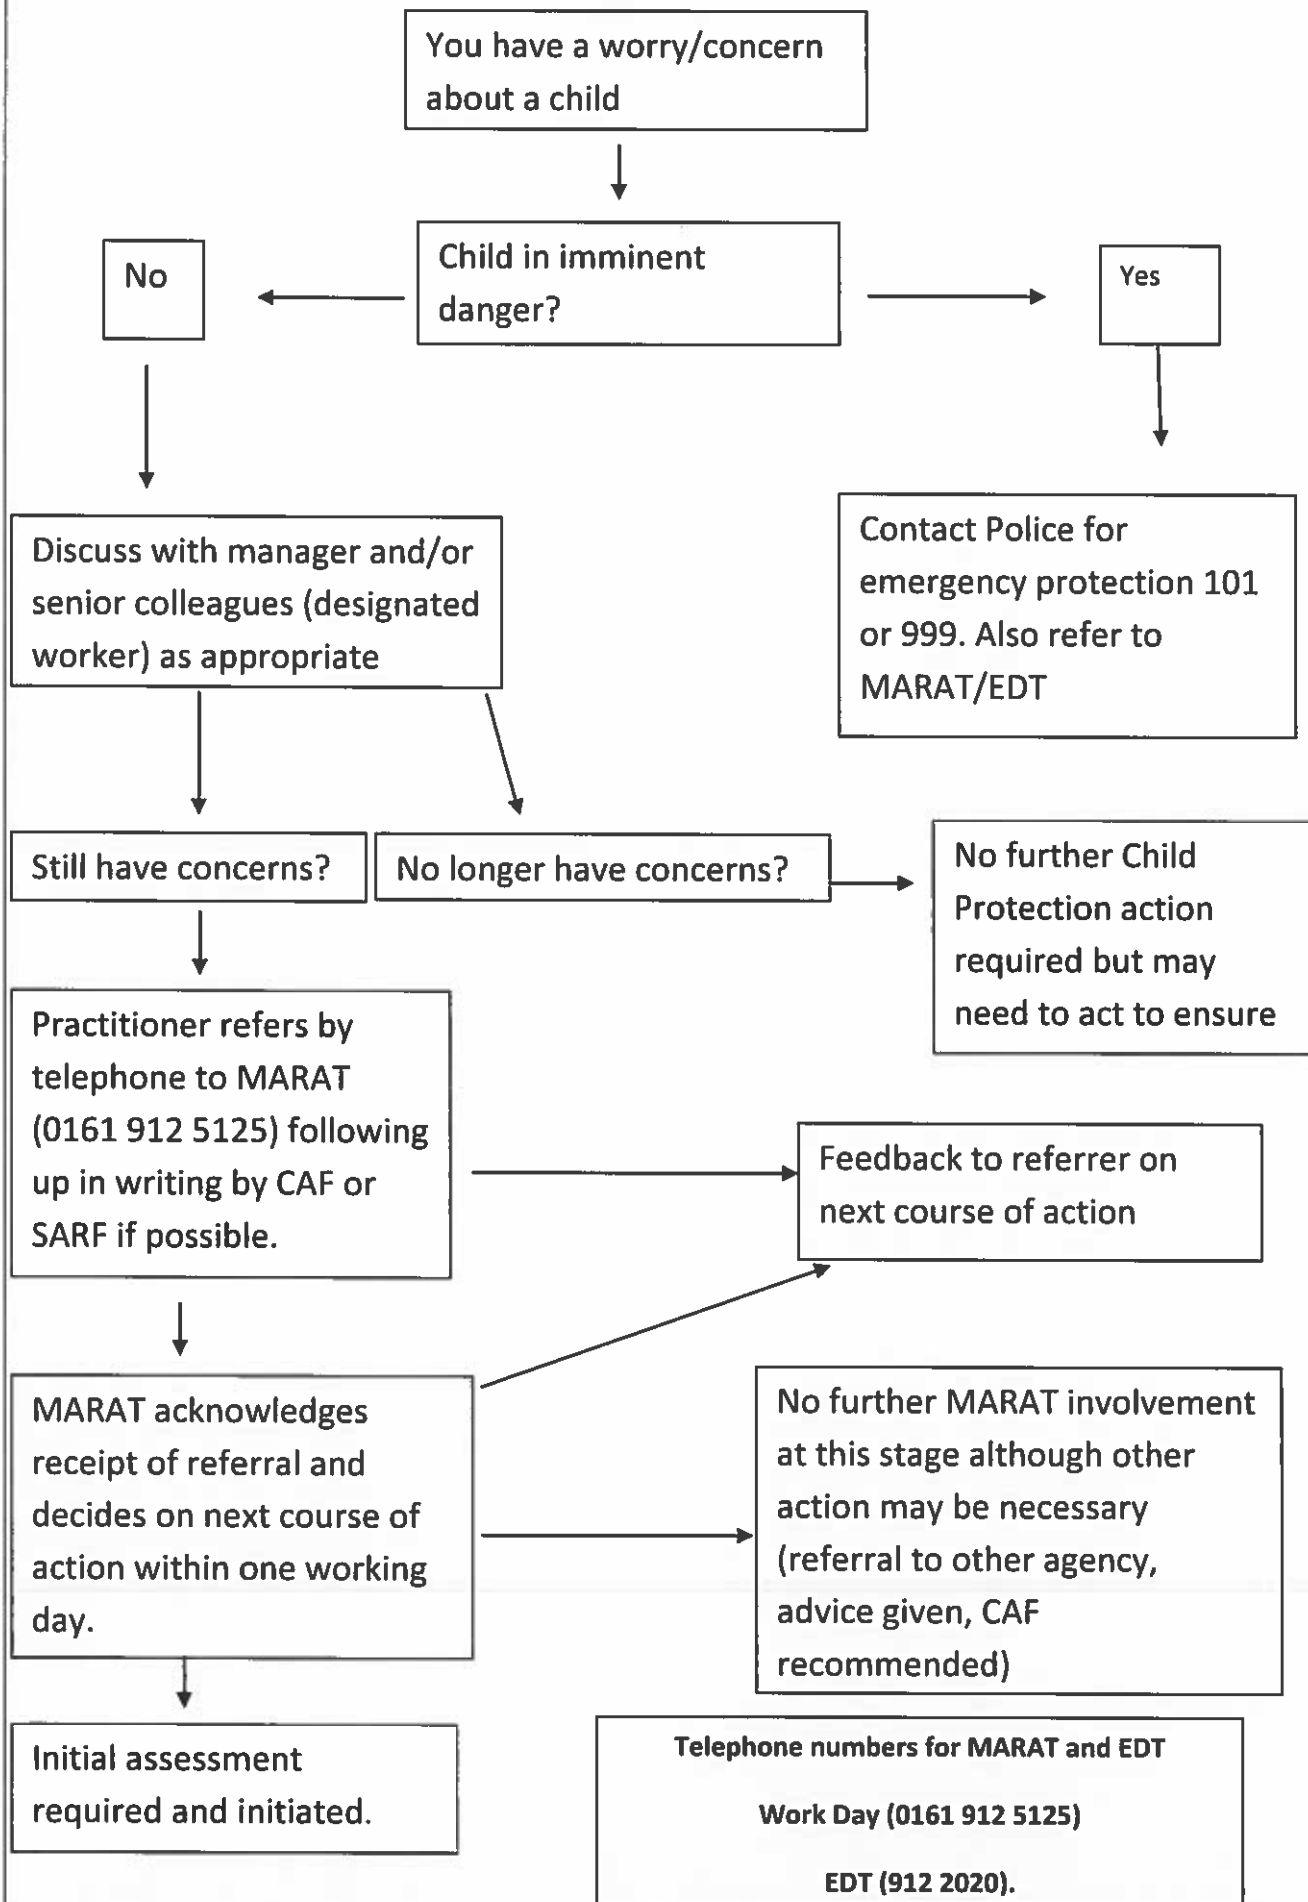 You have a worry/concern
about a child
Child in imminent
danger?
No
Yes
Discuss with manager and/or
senior colleagues (designated
worker) as appropriate
Contact Police for
emergency protection 101
or 999. Also refer to
MARAT/EDT
Still have concerns?
No longer have concerns?
No further Child
Protection action
required but may
need to act to ensure
Practitioner refers by
telephone to MARAT
(0161 912 5125) following
up in writing by CAF or
SARF if possible.
Feedback to referrer on
next course of action
MARAT acknowledges
receipt of referral and
decides on next course of
action within one working
day.
No further MARAT involvement
at this stage although other
action may be necessary
(referral to other agency,
advice given, CAF
recommended)
Initial assessment
required and initiated.
Telephone numbers for MARAT and EDT
Work Day (0161 912 5125)
EDT (912 2020).